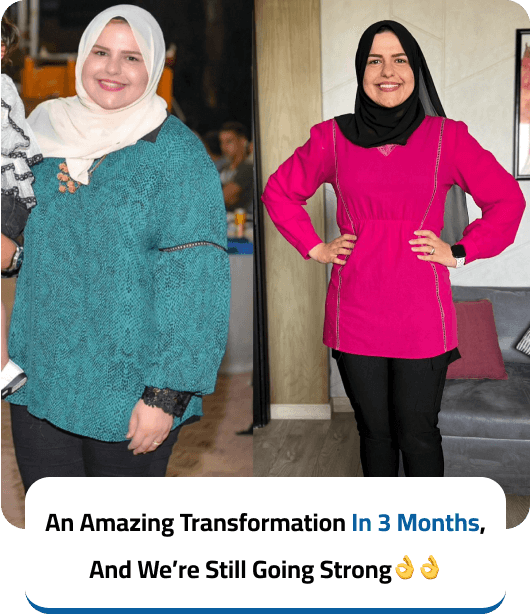 An Amazing Transformation In 3 Months,
And We’re Still Going Strong👌👌